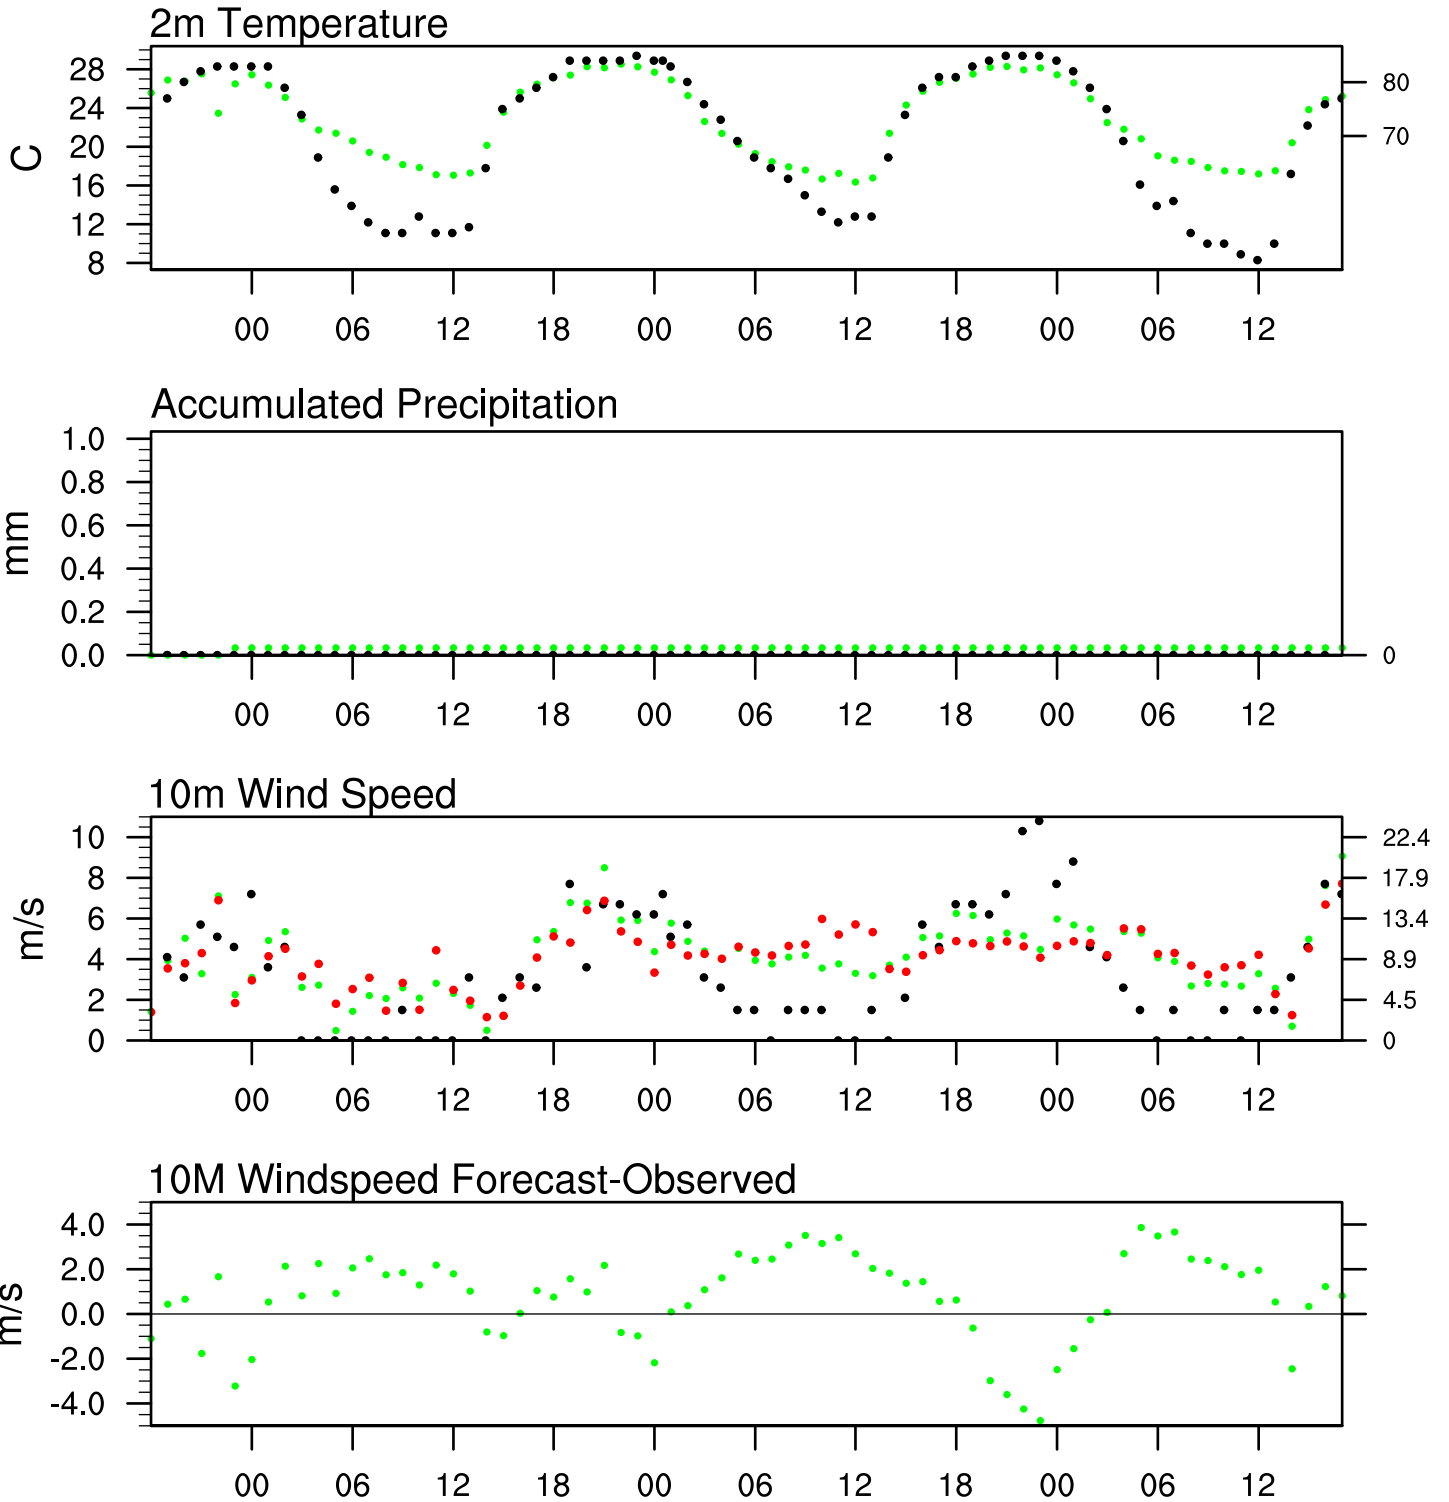 2m Temperature
28
24
20
16
12
8
C
80
70
00 06 12 18 00 06 12 18 00 06 12
Accumulated Precipitation
1.0
0.8
0.6
0.4
0.2
0.0
mm
0
00 06 12 18 00 06 12 18 00 06 12
10m Wind Speed
10
8
6
4
2
0
m/s
22.4
17.9
13.4
8.9
4.5
0
00 06 12 18 00 06 12 18 00 06 12
10M Windspeed Forecast-Observed
4.0
2.0
0.0
-2.0
-4.0
m/s
00 06 12 18 00 06 12 18 00 06 12